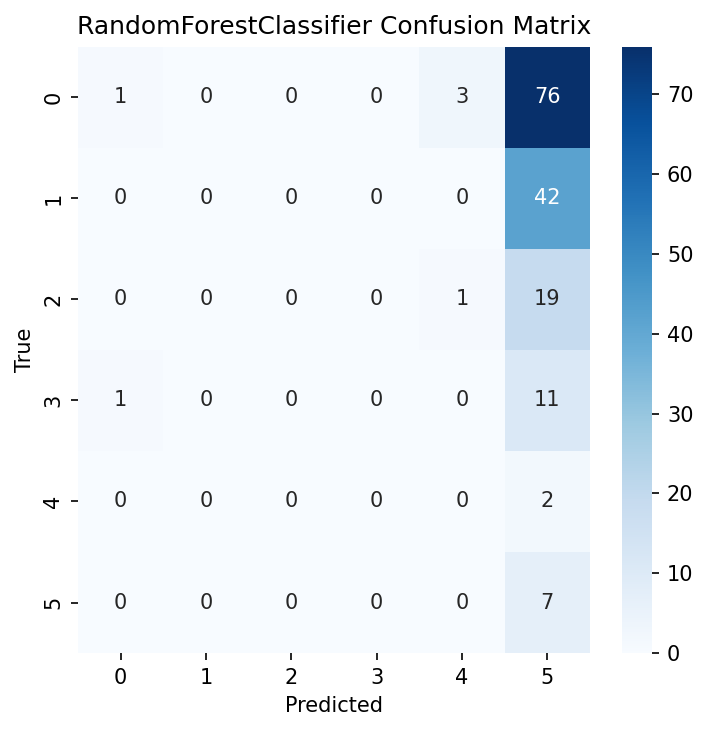 RandomForestClassifier Confusion Matrix
0 1 0 0 0 3 76
1 0 0 0 0 0 42
2 0 0 0 0 1 19
3 1 0 0 0 0 11
4 0 0 0 0 0 2
5 0 0 0 0 0 7
0 1 2 3 4 5
Predicted
True
70
60
50
40
30
20
10
0